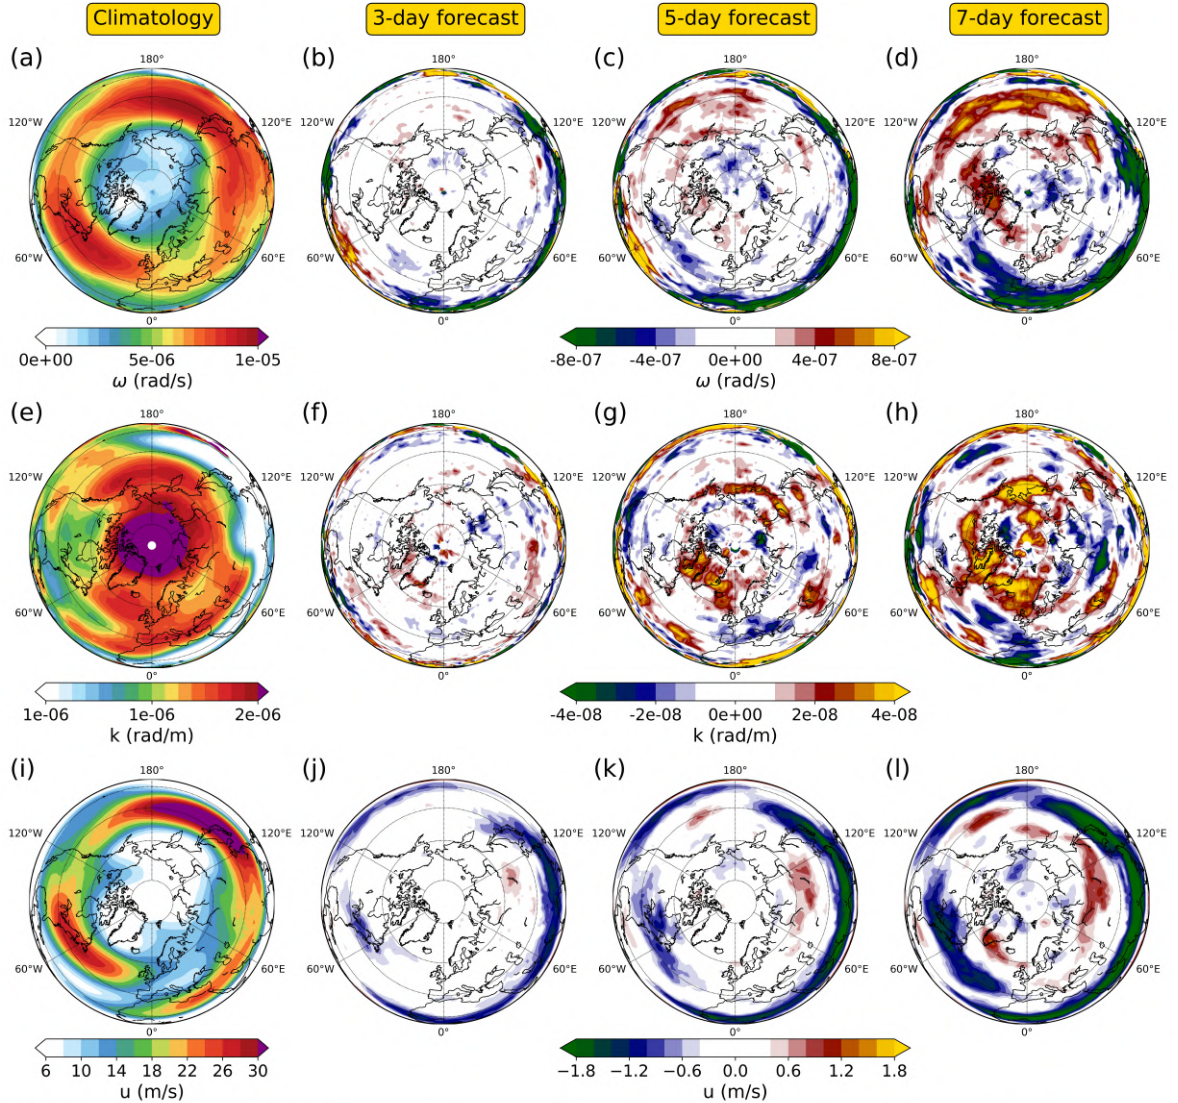 Climatology 3-day forecast 5-day forecast 7-day forecast
(a) (b) (c) (d)
180° 180° 180° 180°
120°W 120°E 120°W 120°E 120°W 120°E 120°W 120°E
60°W 60°E 60°W 60°E 60°W 60°E 60°W 60°E
0° 0° 0° 0°
0e+00 5e-06 1e-05 -8e-07 -4e-07 0e+00 4e-07 8e-07
ω (rad/s) ω (rad/s)
(e) (f) (g) (h)
180° 180° 180° 180°
120°W 120°E 120°W 120°E 120°W 120°E 120°W 120°E
60°W 60°E 60°W 60°E 60°W 60°E 60°W 60°E
0° 0° 0° 0°
1e-06 1e-06 2e-06 -4e-08 -2e-08 0e+00 2e-08 4e-08
k (rad/m) k (rad/m)
(i) (j) (k) (l)
180° 180° 180° 180°
120°W 120°E 120°W 120°E 120°W 120°E 120°W 120°E
60°W 60°E 60°W 60°E 60°W 60°E 60°W 60°E
0° 0° 0° 0°
6 10 14 18 22 26 30 −1.8 −1.2 −0.6 0.0 0.6 1.2 1.8
u (m/s) u (m/s)